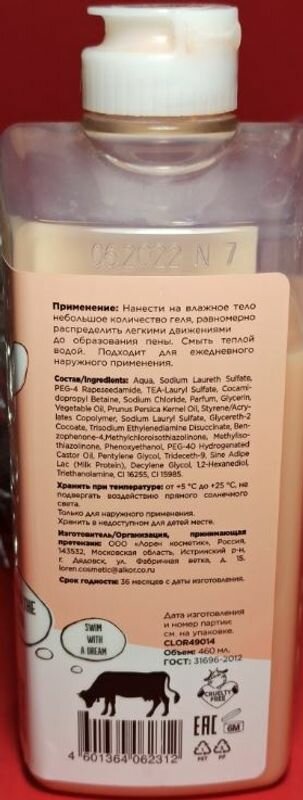 052022 N 7
Применение: Нанести на влажное тело
небольшое количество геля, равномерно
распределить легкими движениями
до образования пены. Смыть теплой
водой. Подходит для ежедневного
наружного применения.
Состав/Ingredients: Aqua, Sodium Laureth Sulfate,
PEG-4 Rapeseedamide, TEA-Lauryl Sulfate, Cocami-
dopropyl Betaine, Sodium Chloride, Parfum, Glycerin,
Vegetable Oil, Prunus Persica Kernel Oil, Styrene/Acry-
lates Copolymer, Sodium Lauryl Sulfate, Glycereth-2
Cocoate, Trisodium Ethylenediamine Disuccinate, Ben-
zophenone-4,Methylchloroisothiazolinone, Methyliso-
thiazolinone, Phenoxyethanol, PEG-40 Hydrogenated
Castor Oil, Pentylene Glycol, Trideceth-9, Sine Adipe
Lac (Milk Protein), Decylene Glycol, 1,2-Hexanediol,
Triethanolamine, CI 16255, CI 15985.
Хранить при температуре: от +5 °C до +25 °C, не
подвергать воздействию прямого солнечного
света.
Только для наружного применения.
Хранить в недоступном для детей месте.
Изготовитель/Организация, принимающая
претензии: ООО «Лорен косметик», Россия,
143532, Московская область, Истринский р-н,
г. Дедовск, ул. Фабричная ветка, д. 15.
loren.cosmetic@alkor.ru
Срок годности: 36 месяцев с даты изготовления.
Дата изготовления
и номер партии:
см. на упаковке.
CLOR49014
Объем: 460 мл.
ГОСТ: 31696-2012
THE
SWIM
WITH
A DREAM
CRUELTY
FREE
EAC
6M
PET
PP
4 601364 062312